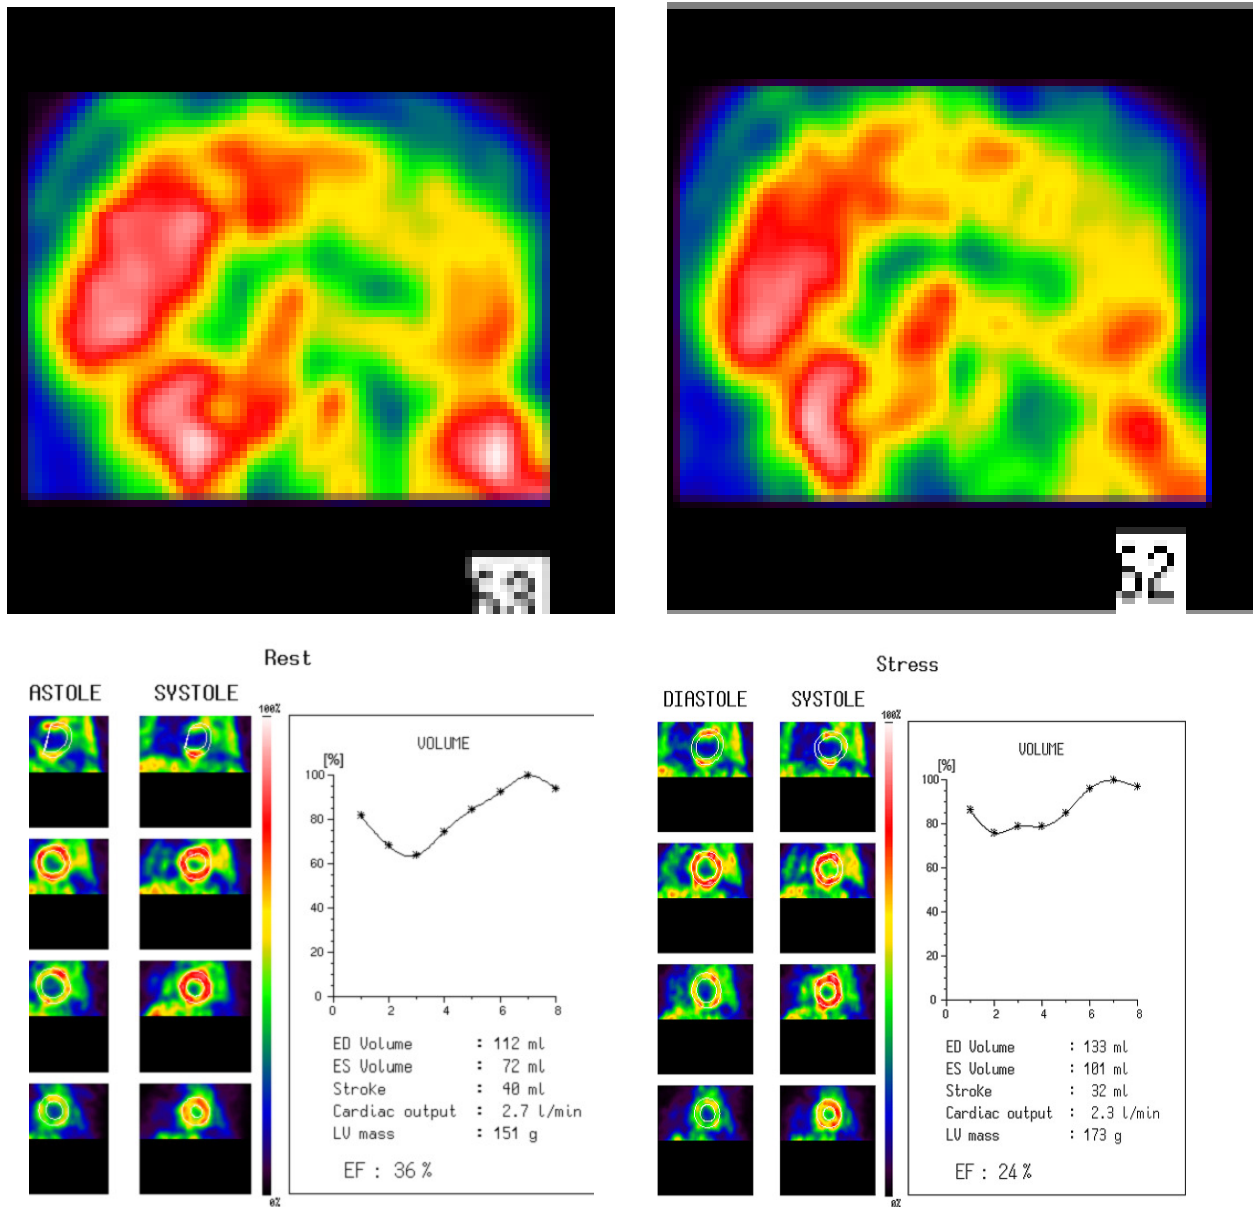 52
Rest
ASTOLE SYSTOLE
100%
VOLUME
[%]
100
80
60
40
20
0
0 2 4 6 8
ED Volume : 112 ml
ES Volume : 72 ml
Stroke : 40 ml
Cardiac output : 2.7 l/min
LV mass : 151 g
EF : 36 %
0%
Stress
DIASTOLE SYSTOLE
100%
VOLUME
[%]
100
80
60
40
20
0
0 2 4 6 8
ED Volume : 133 ml
ES Volume : 101 ml
Stroke : 32 ml
Cardiac output : 2.3 l/min
LV mass : 173 g
EF : 24 %
0%